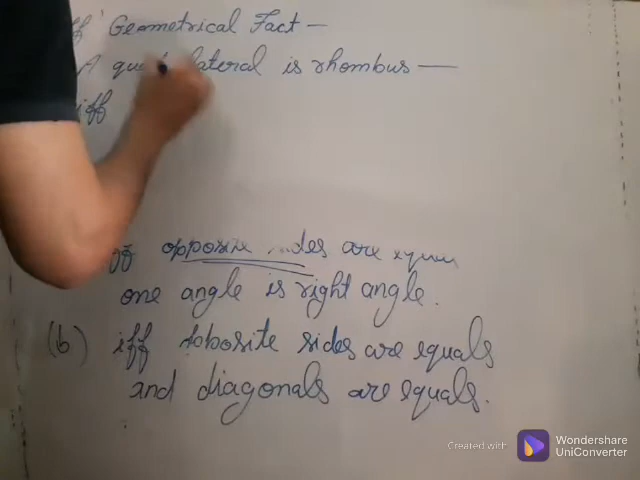 Geometrical Fact —
A lateral is rhombus —
iff
opposite sides are
one angle is right angle.
(b) iff opposite sides are equals
and diagonals are equals.
Created with Wondershare UniConverter